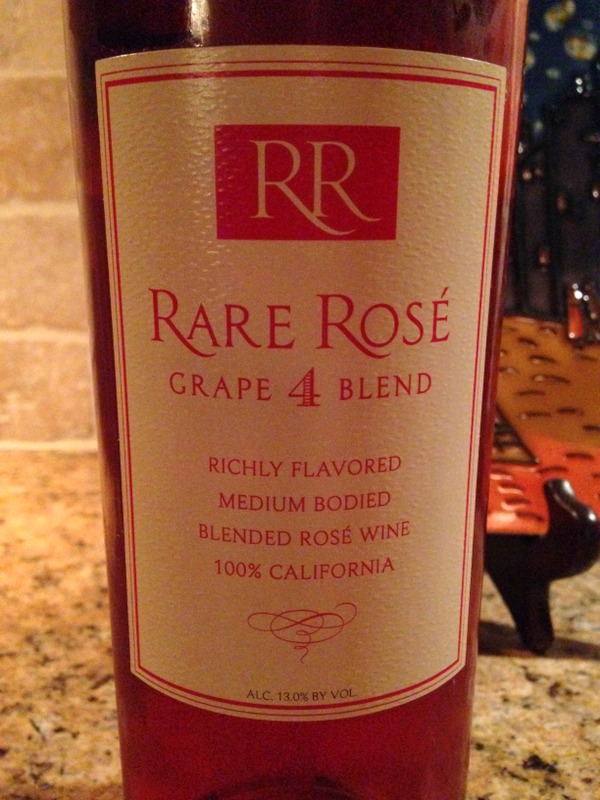 RR
RARE ROSÉ
GRAPE 4 BLEND
RICHLY FLAVORED
MEDIUM BODIED
BLENDED ROSÉ WINE
100% CALIFORNIA
ALC. 13.0% BY VOL.